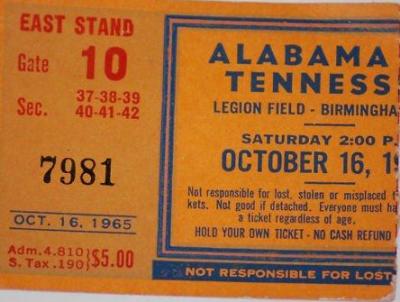 EAST STAND
Gate 10
Sec. 37-38-39
40-41-42
7981
OCT. 16, 1965
Adm. 4.810 } $5.00
S. Tax .190
ALABAMA
TENNESS
LEGION FIELD - BIRMINGHA
SATURDAY 2:00 P.
OCTOBER 16, 1
Not responsible for lost, stolen or misplaced
kets. Not good if detached. Everyone must ha
a ticket regardless of age.
HOLD YOUR OWN TICKET - NO CASH REFUND
NOT RESPONSIBLE FOR LOST